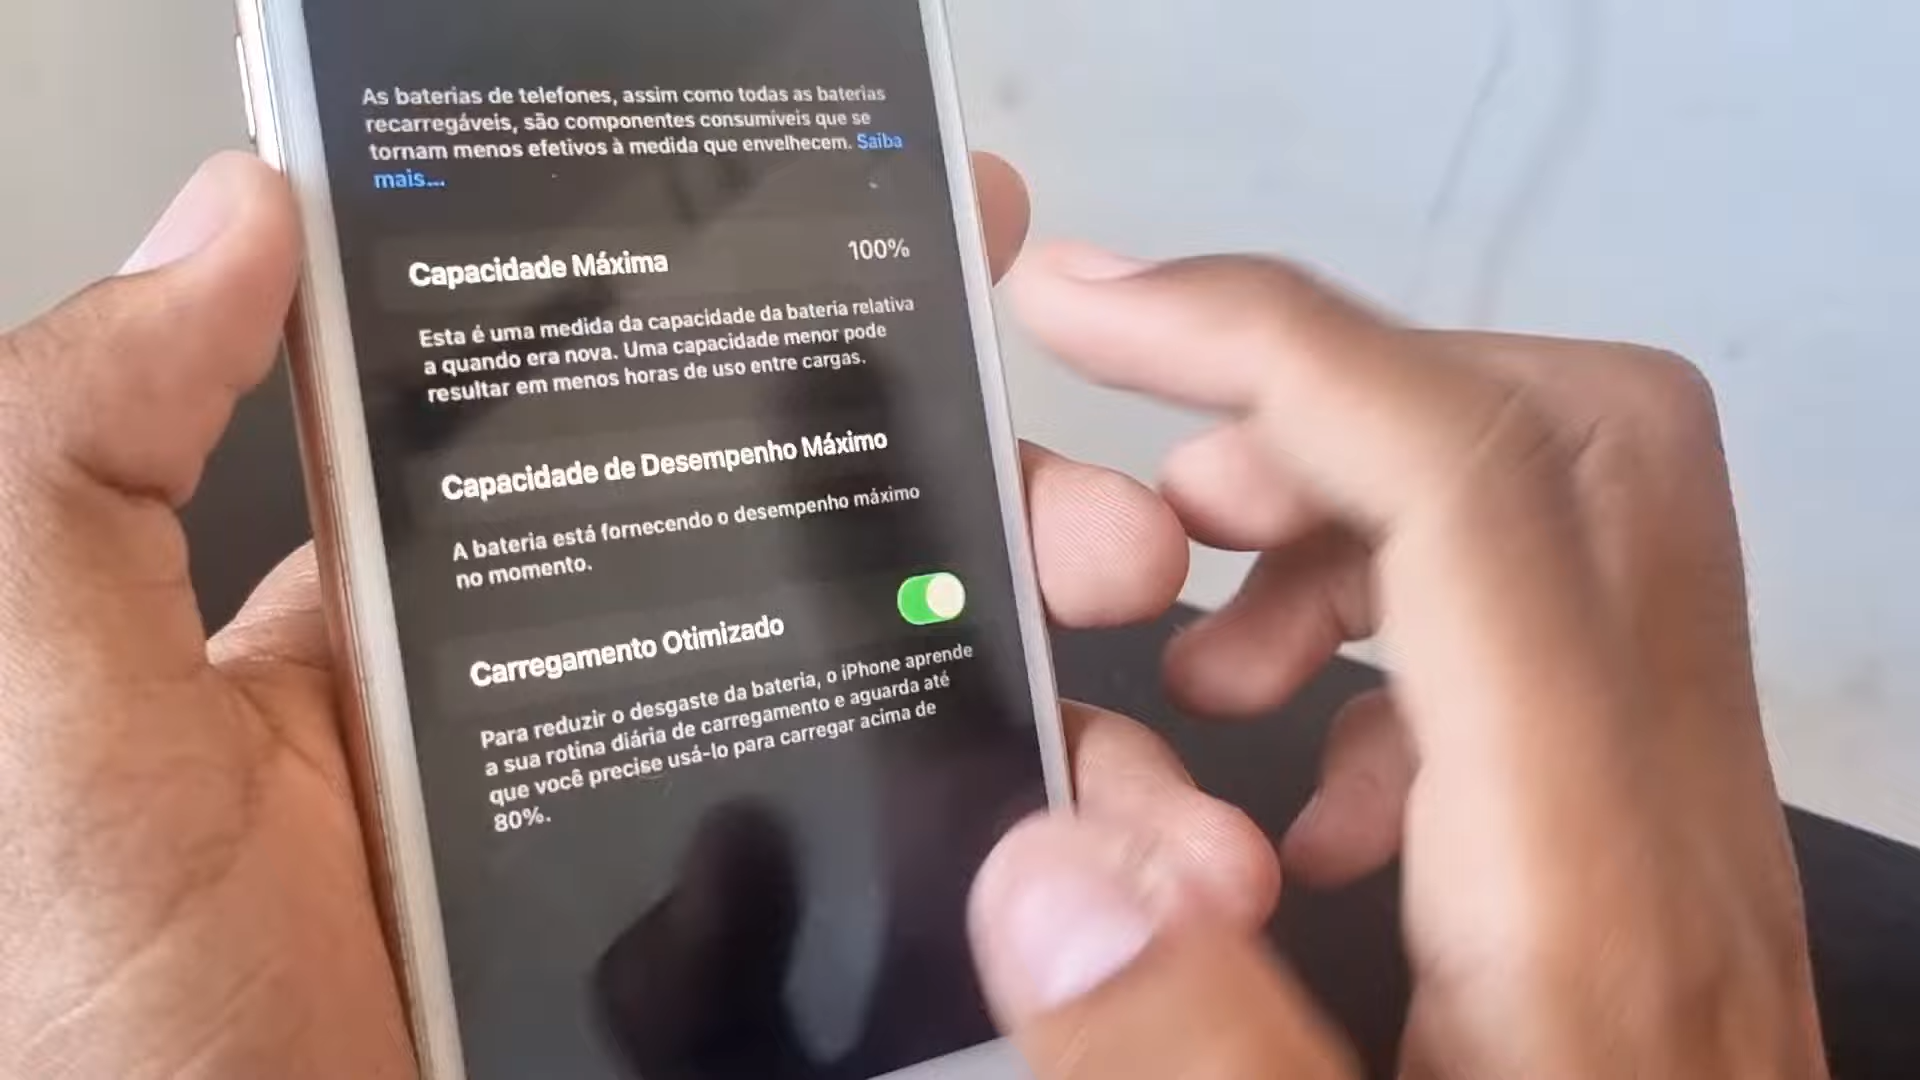 As baterias de telefones, assim como todas as baterias
recarregáveis, são componentes consumíveis que se
tornam menos efetivos à medida que envelhecem. Saiba
mais...
Capacidade Máxima 100%
Esta é uma medida da capacidade da bateria relativa
a quando era nova. Uma capacidade menor pode
resultar em menos horas de uso entre cargas.
Capacidade de Desempenho Máximo
A bateria está fornecendo o desempenho máximo
no momento.
Carregamento Otimizado
Para reduzir o desgaste da bateria, o iPhone aprende
a sua rotina diária de carregamento e aguarda até
que você precise usá-lo para carregar acima de
80%.